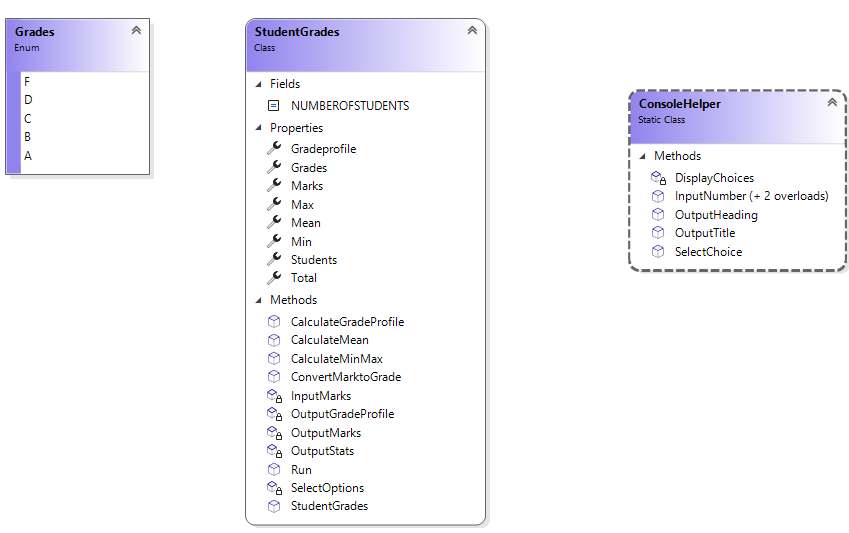 Grades
Enum
F
D
C
B
A
StudentGrades
Class
Fields
NUMBEROFSTUDENTS
Properties
Gradeprofile
Grades
Marks
Max
Mean
Min
Students
Total
Methods
CalculateGradeProfile
CalculateMean
CalculateMinMax
ConvertMarktoGrade
InputMarks
OutputGradeProfile
OutputMarks
OutputStats
Run
SelectOptions
StudentGrades
ConsoleHelper
Static Class
Methods
DisplayChoices
InputNumber (+ 2 overloads)
OutputHeading
OutputTitle
SelectChoice